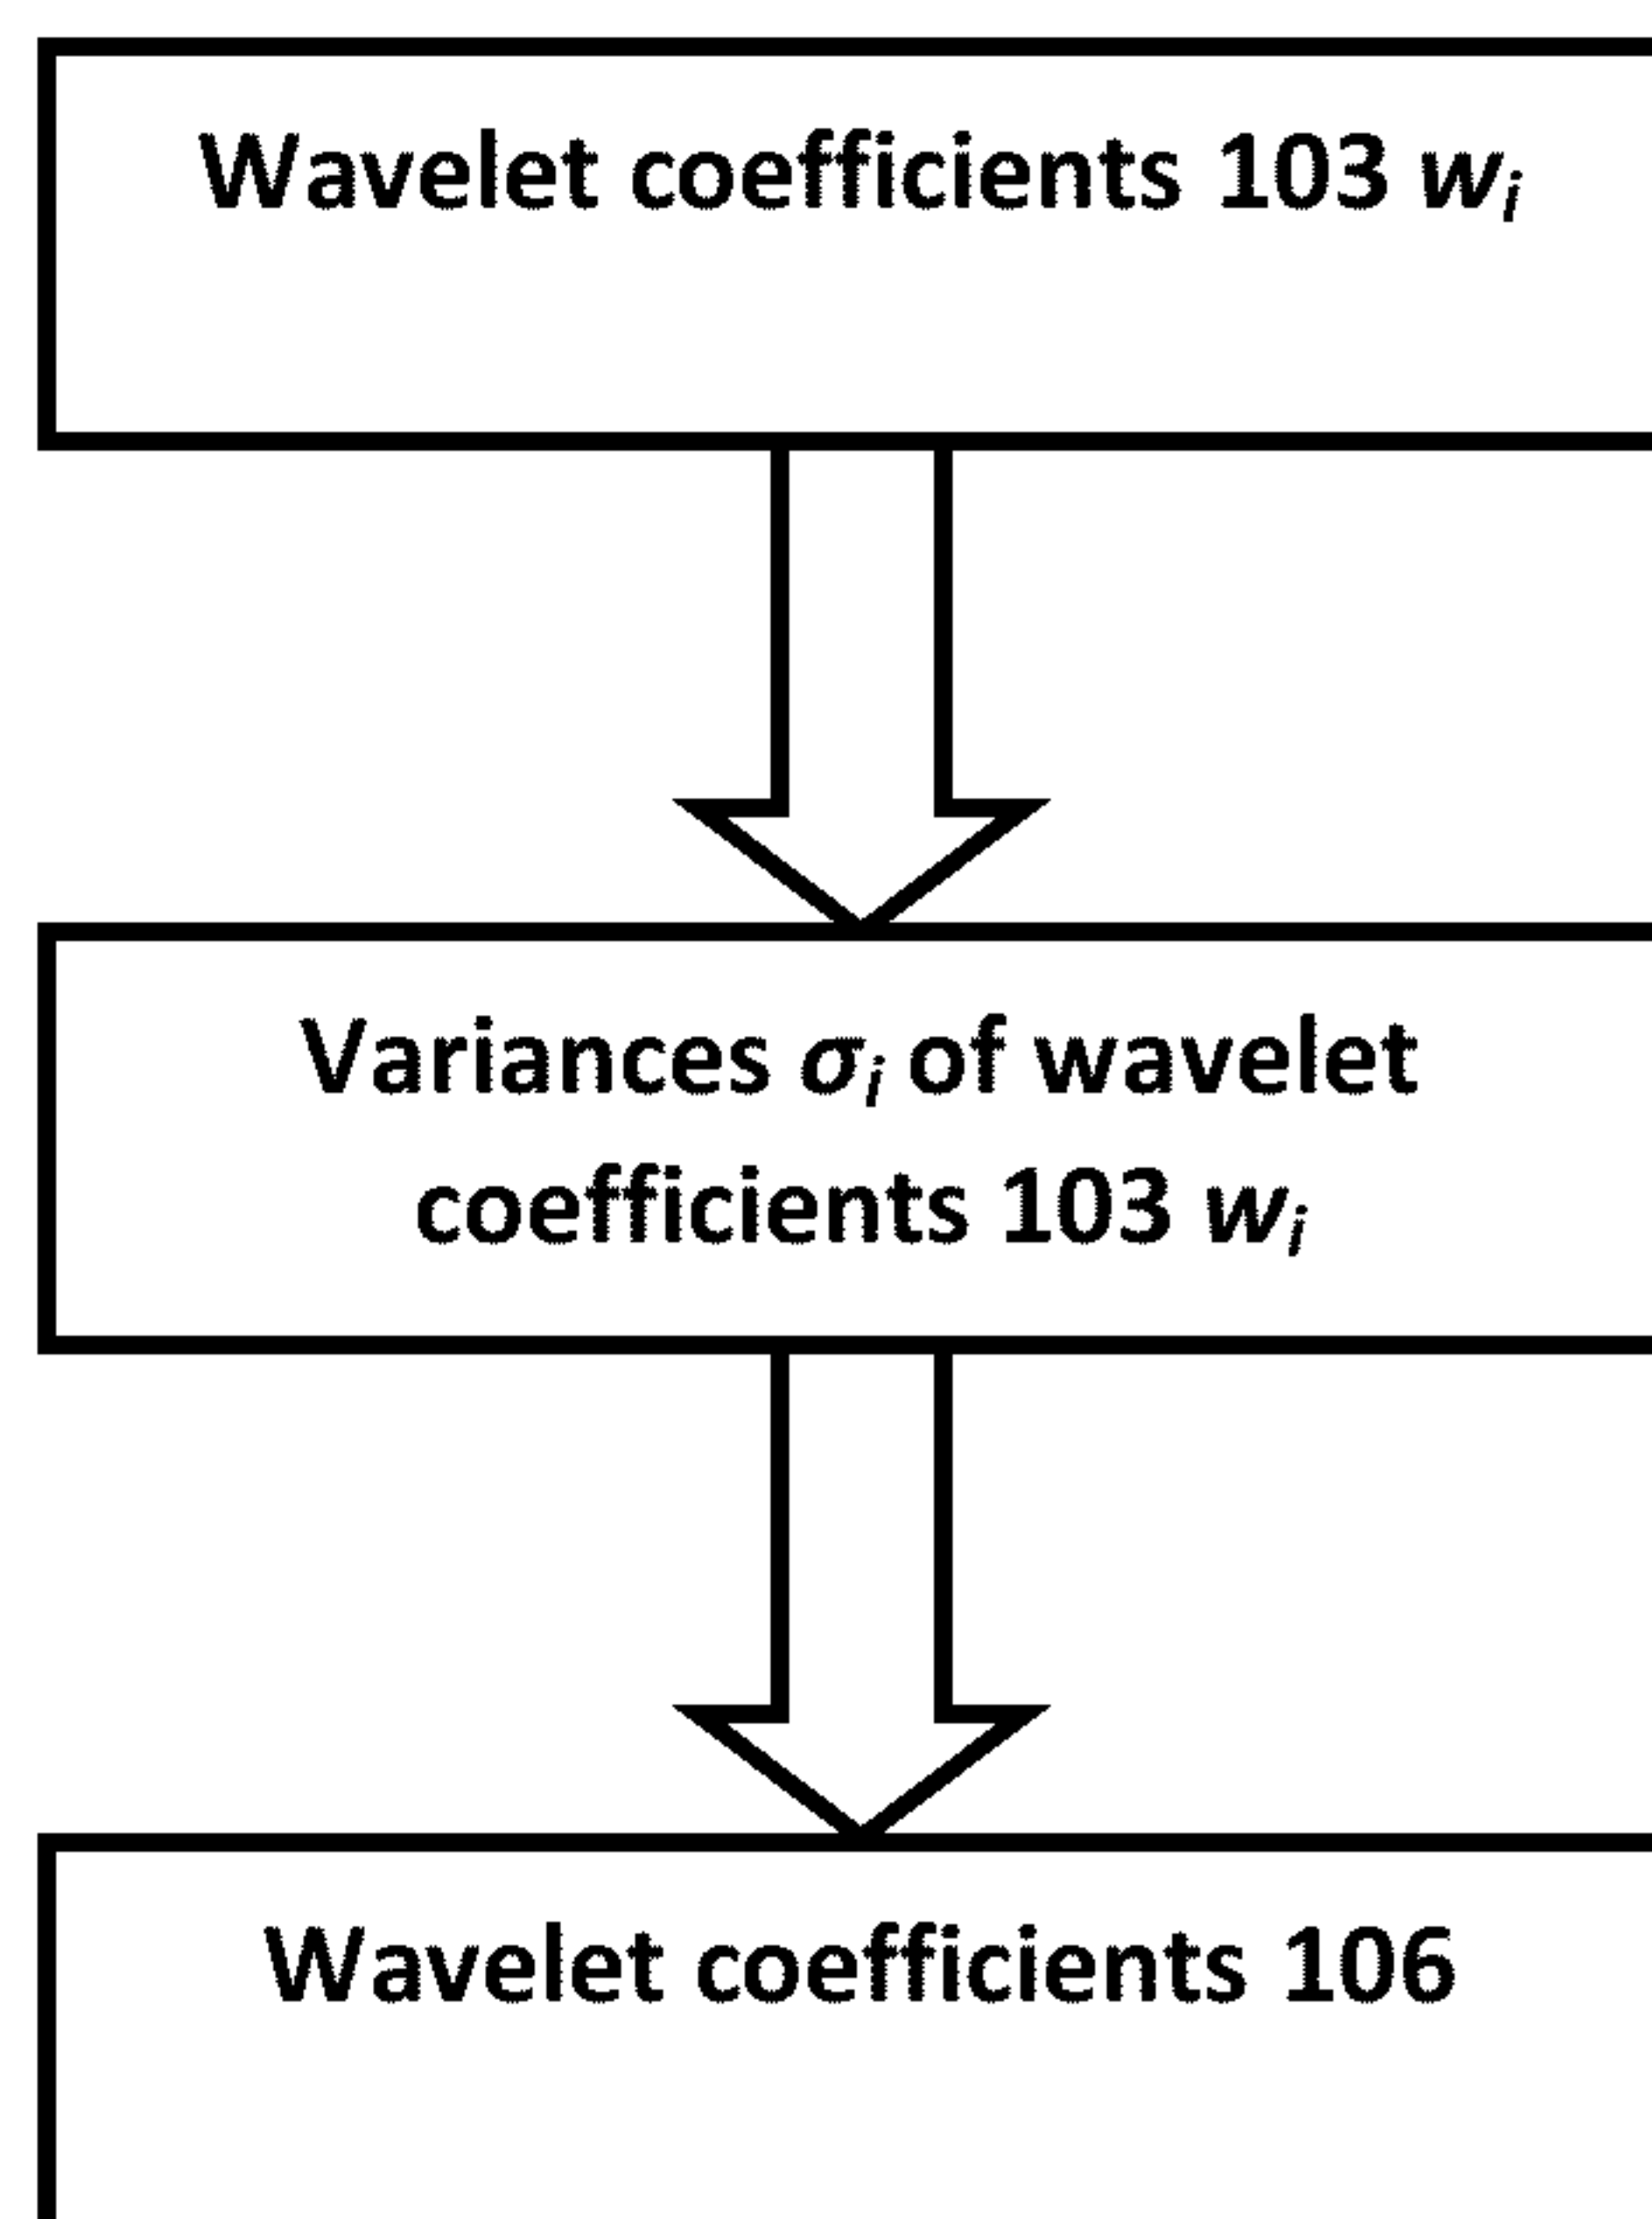 Wavelet coefficients 103 wᵢ
Variances σᵢ of wavelet
coefficients 103 wᵢ
Wavelet coefficients 106